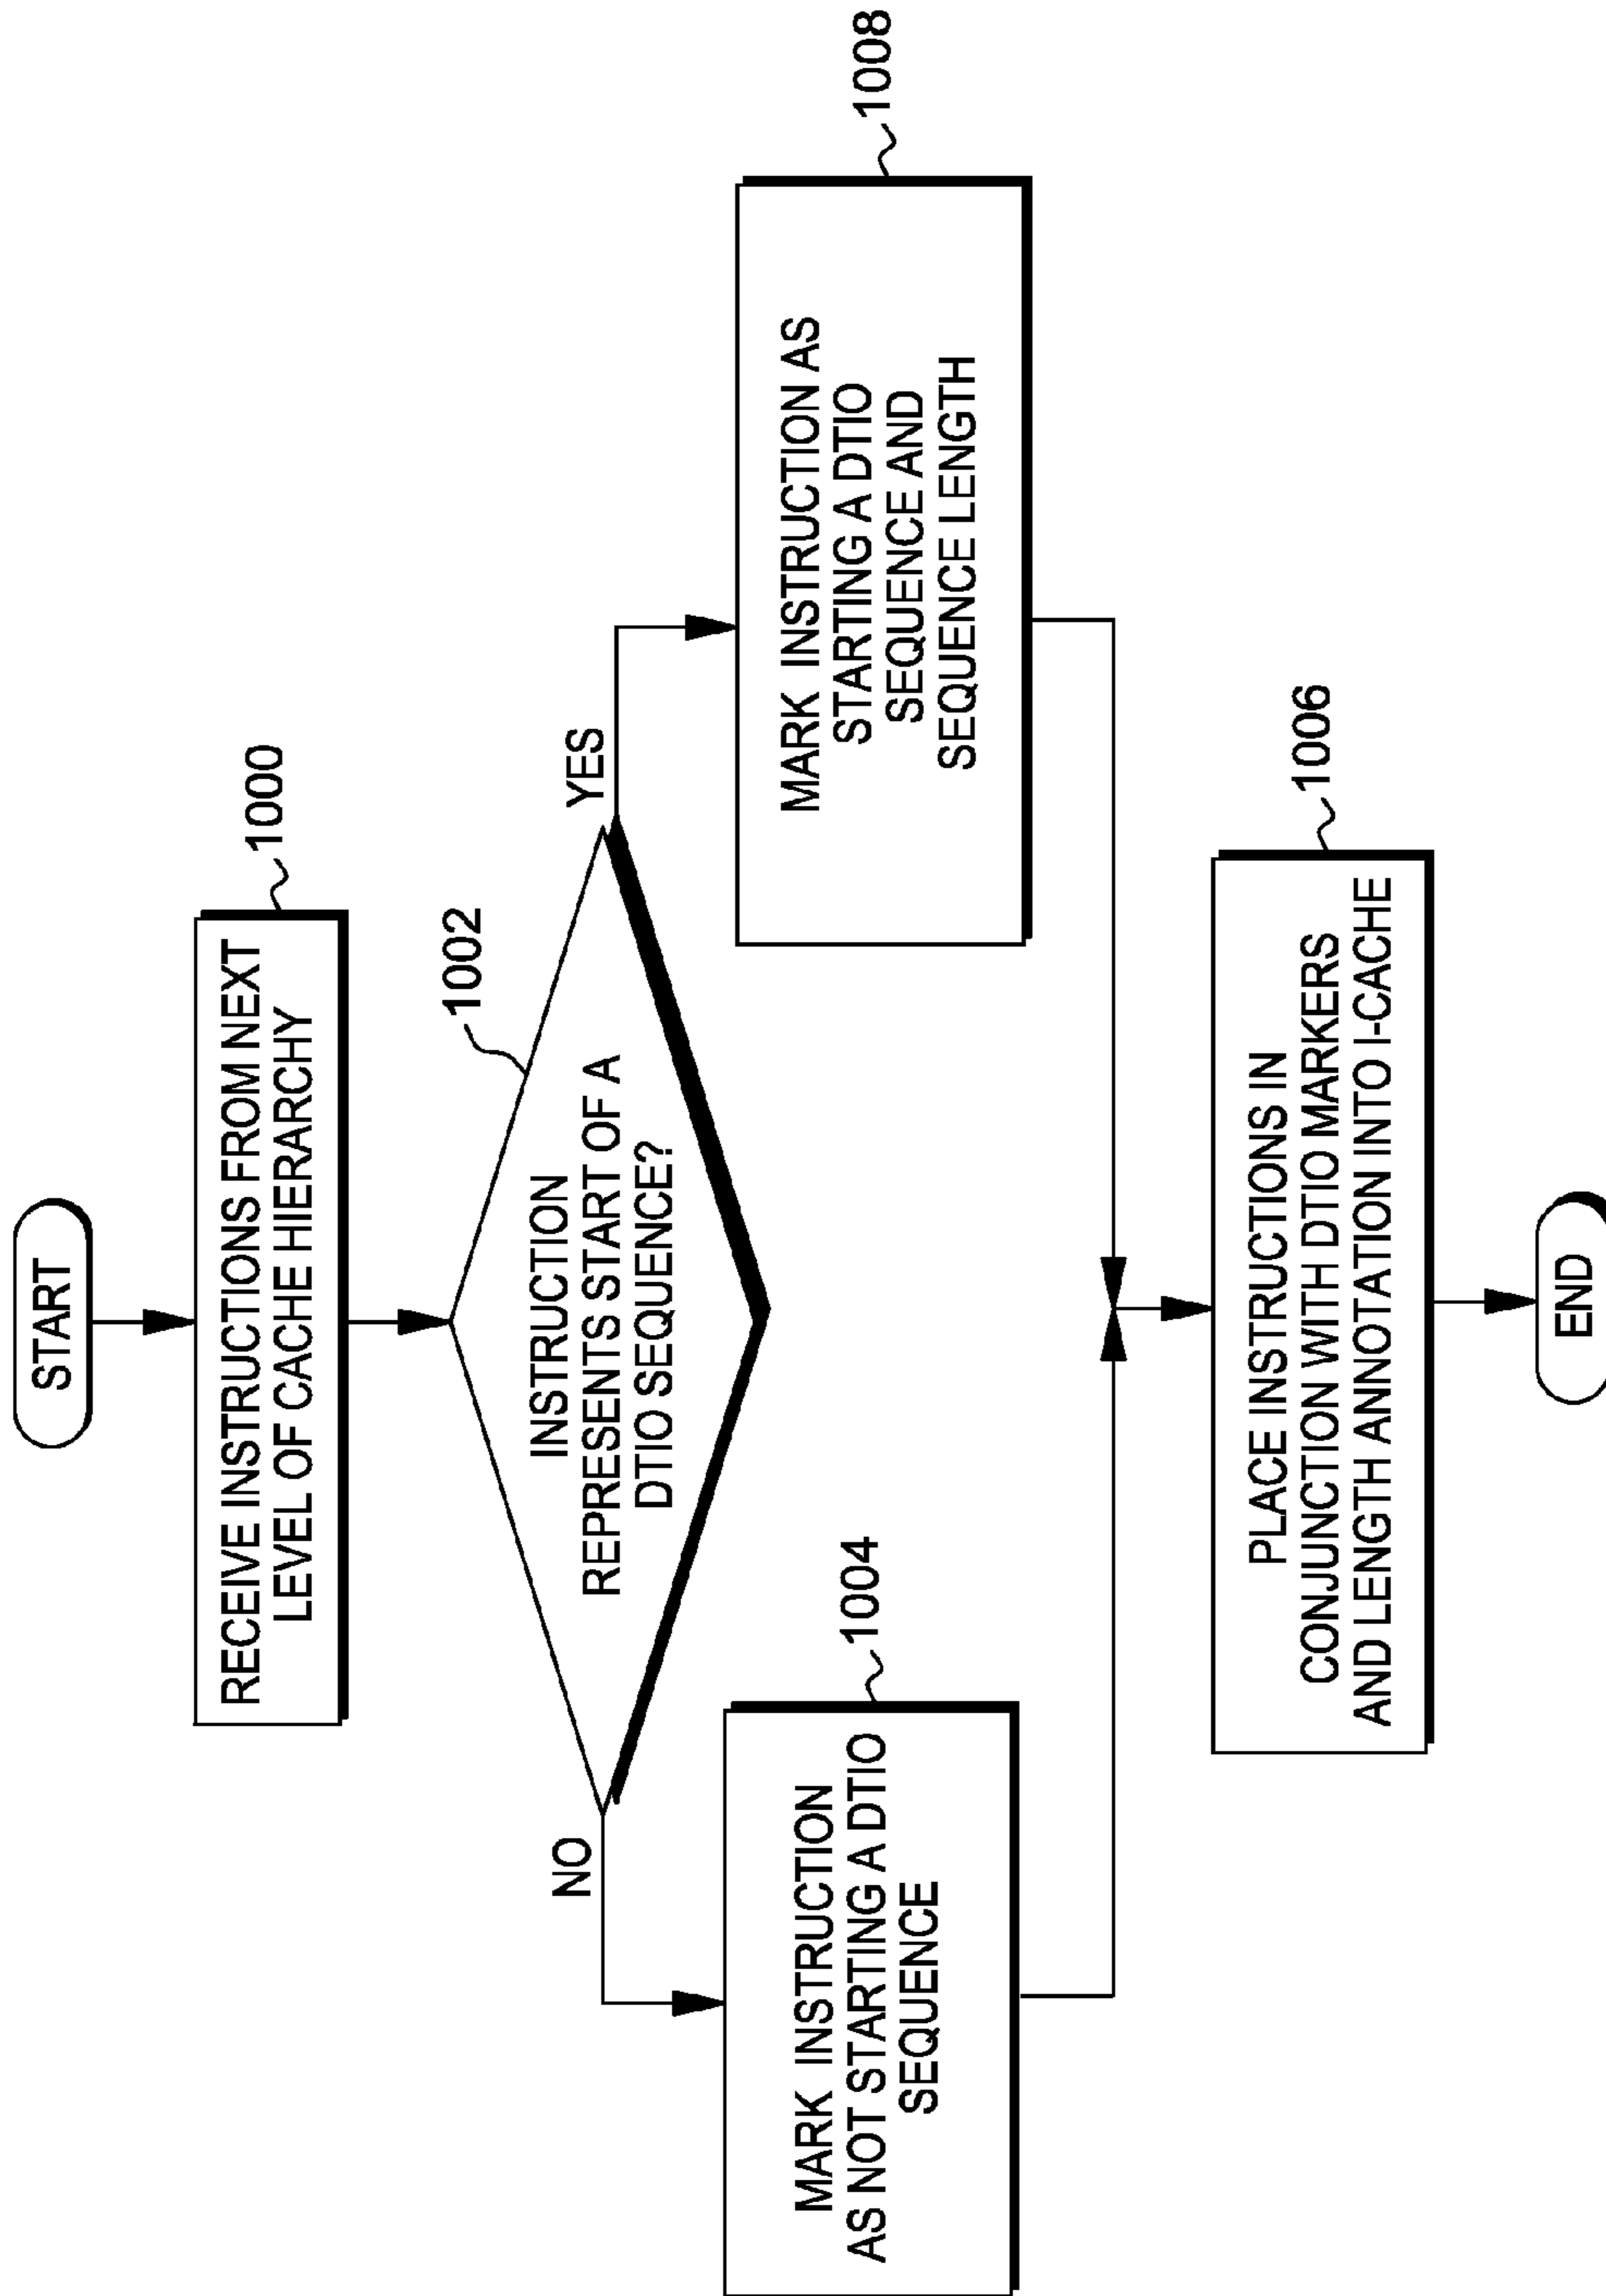 START
RECEIVE INSTRUCTIONS FROM NEXT
LEVEL OF CACHE HIERARCHY
1000
INSTRUCTION
REPRESENTS START OF A
DTIO SEQUENCE?
1002
NO
YES
MARK INSTRUCTION
AS NOT STARTING A DTIO
SEQUENCE
1004
MARK INSTRUCTION AS
STARTING A DTIO
SEQUENCE AND
SEQUENCE LENGTH
1008
PLACE INSTRUCTIONS IN
CONJUNCTION WITH DTIO MARKERS
AND LENGTH ANNOTATION INTO I-CACHE
1006
END